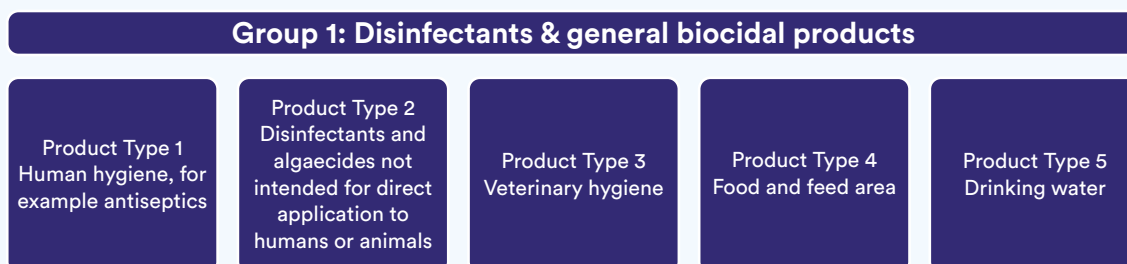 Group 1: Disinfectants & general biocidal products
Product Type 1
Human hygiene, for
example antiseptics
Product Type 2
Disinfectants and
algaecides not
intended for direct
application to
humans or animals
Product Type 3
Veterinary hygiene
Product Type 4
Food and feed area
Product Type 5
Drinking water